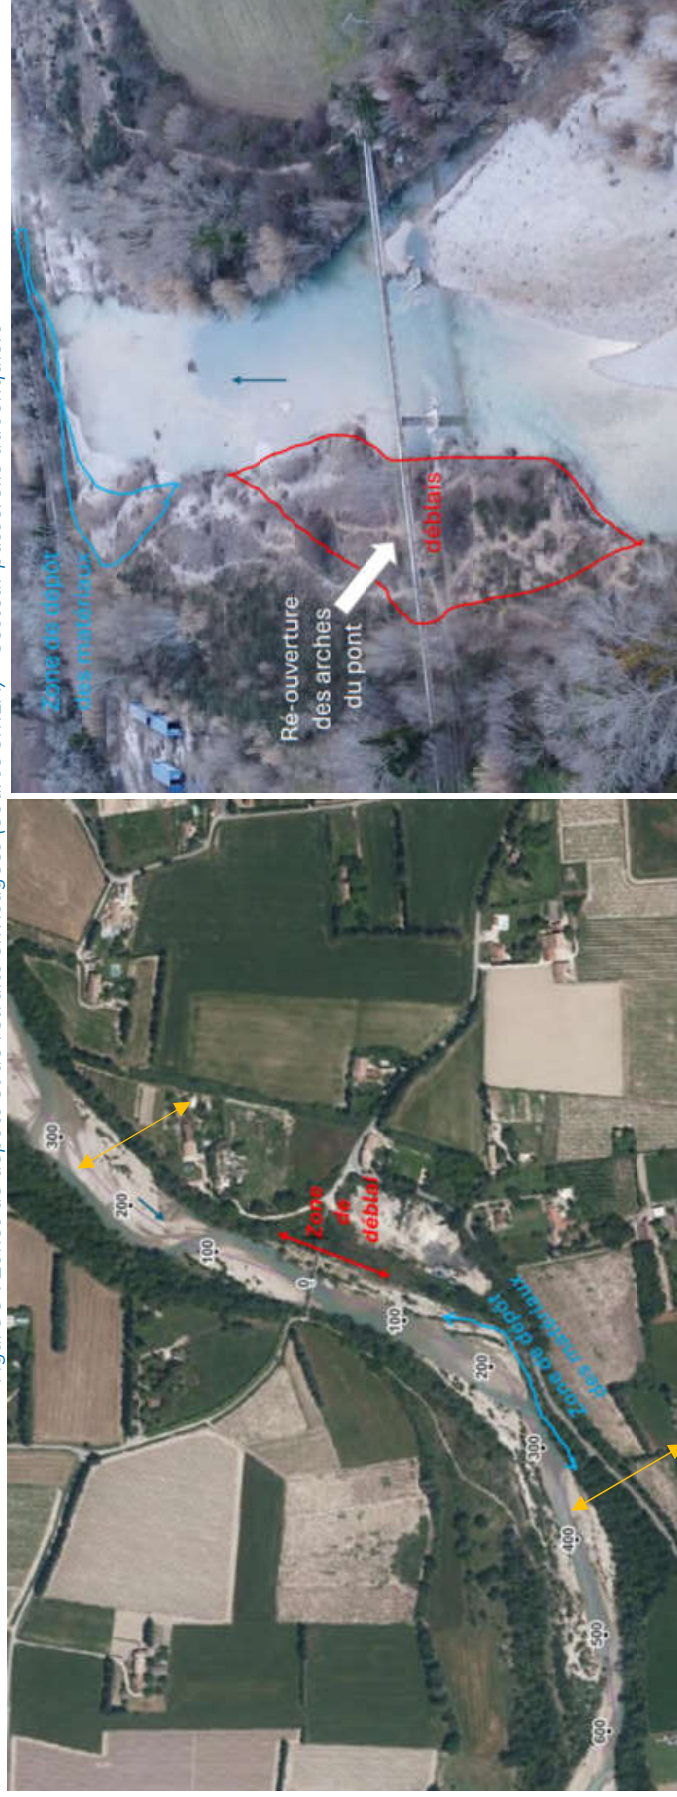 Zone de dépôt
des matériaux
Ré-ouverture
des arches
du pont
déblais
300
200
100
0
Zone
de
déblai
100
200
Zone de dépôt
des matériaux
300
400
500
600